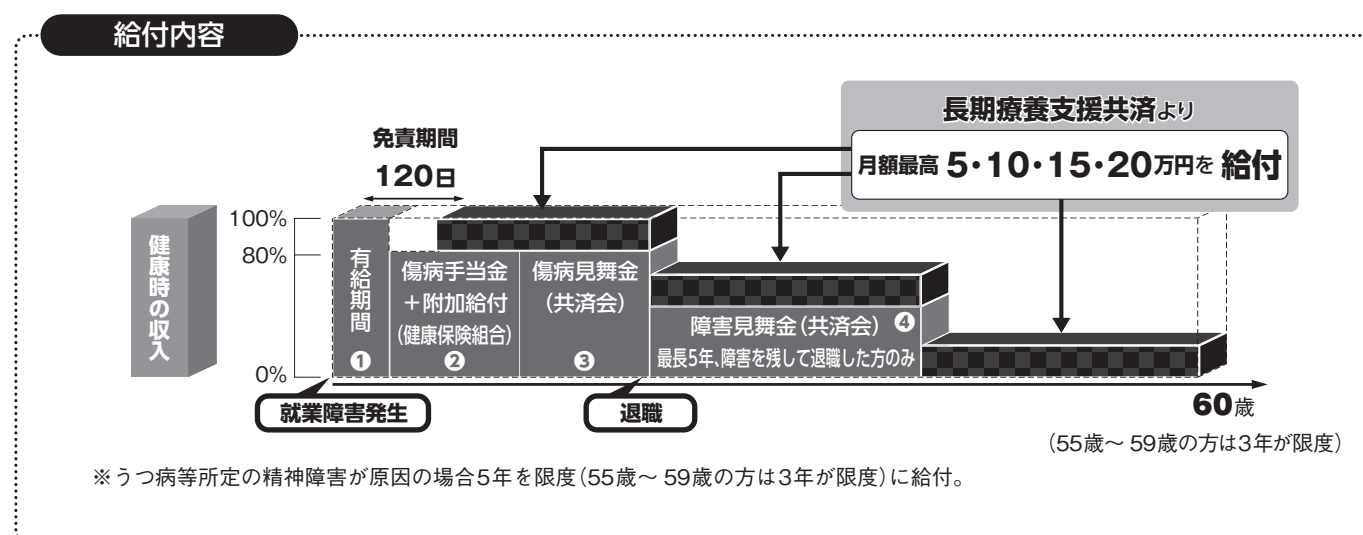 給付内容
長期療養支援共済より
月額最高 5・10・15・20万円を 給付
免責期間
120日
健康時の収入
100%
80%
0%
有給期間
❶
傷病手当金
＋附加給付
(健康保険組合)
❷
傷病見舞金
(共済会)
❸
障害見舞金(共済会) ❹
最長5年、障害を残して退職した方のみ
就業障害発生
退職
60歳
(55歳〜59歳の方は3年が限度)
※うつ病等所定の精神障害が原因の場合5年を限度(55歳〜59歳の方は3年が限度)に給付。